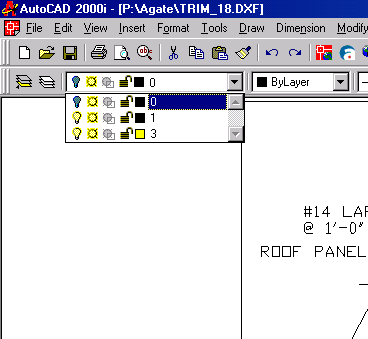 AutoCAD 2000i - [P:\Agate\TRIM_18.DXF]
File Edit View Insert Format Tools Draw Dimension Modify
0 ByLayer
0
1
3
#14 LAP
@ 1'-0"
ROOF PANEL